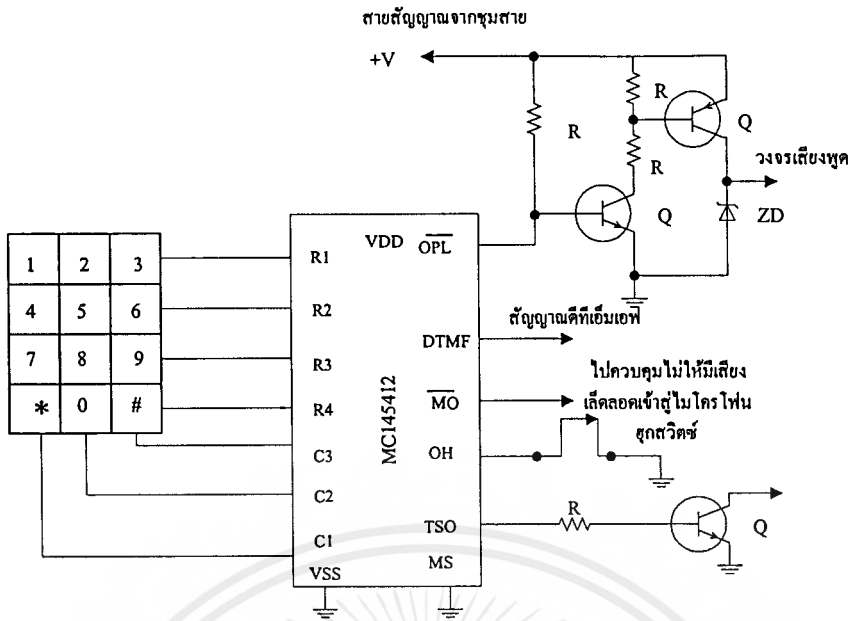 สายสัญญาณจากชุมสาย
+V
R
R
Q
R
Q
วงจรเสียงพูด
ZD
1 2 3
4 5 6
7 8 9
* 0 #
R1
R2
R3
R4
C3
C2
C1
VSS
VDD
MC145412
O̅P̅L̅
DTMF
M̅O̅
OH
TSO
MS
สัญญาณดีทีเอ็มเอฟ
ไปควบคุมไม่ให้มีเสียง
เล็ดลอดเข้าสู่ไมโครโฟน
ฮุกสวิตซ์
R
Q